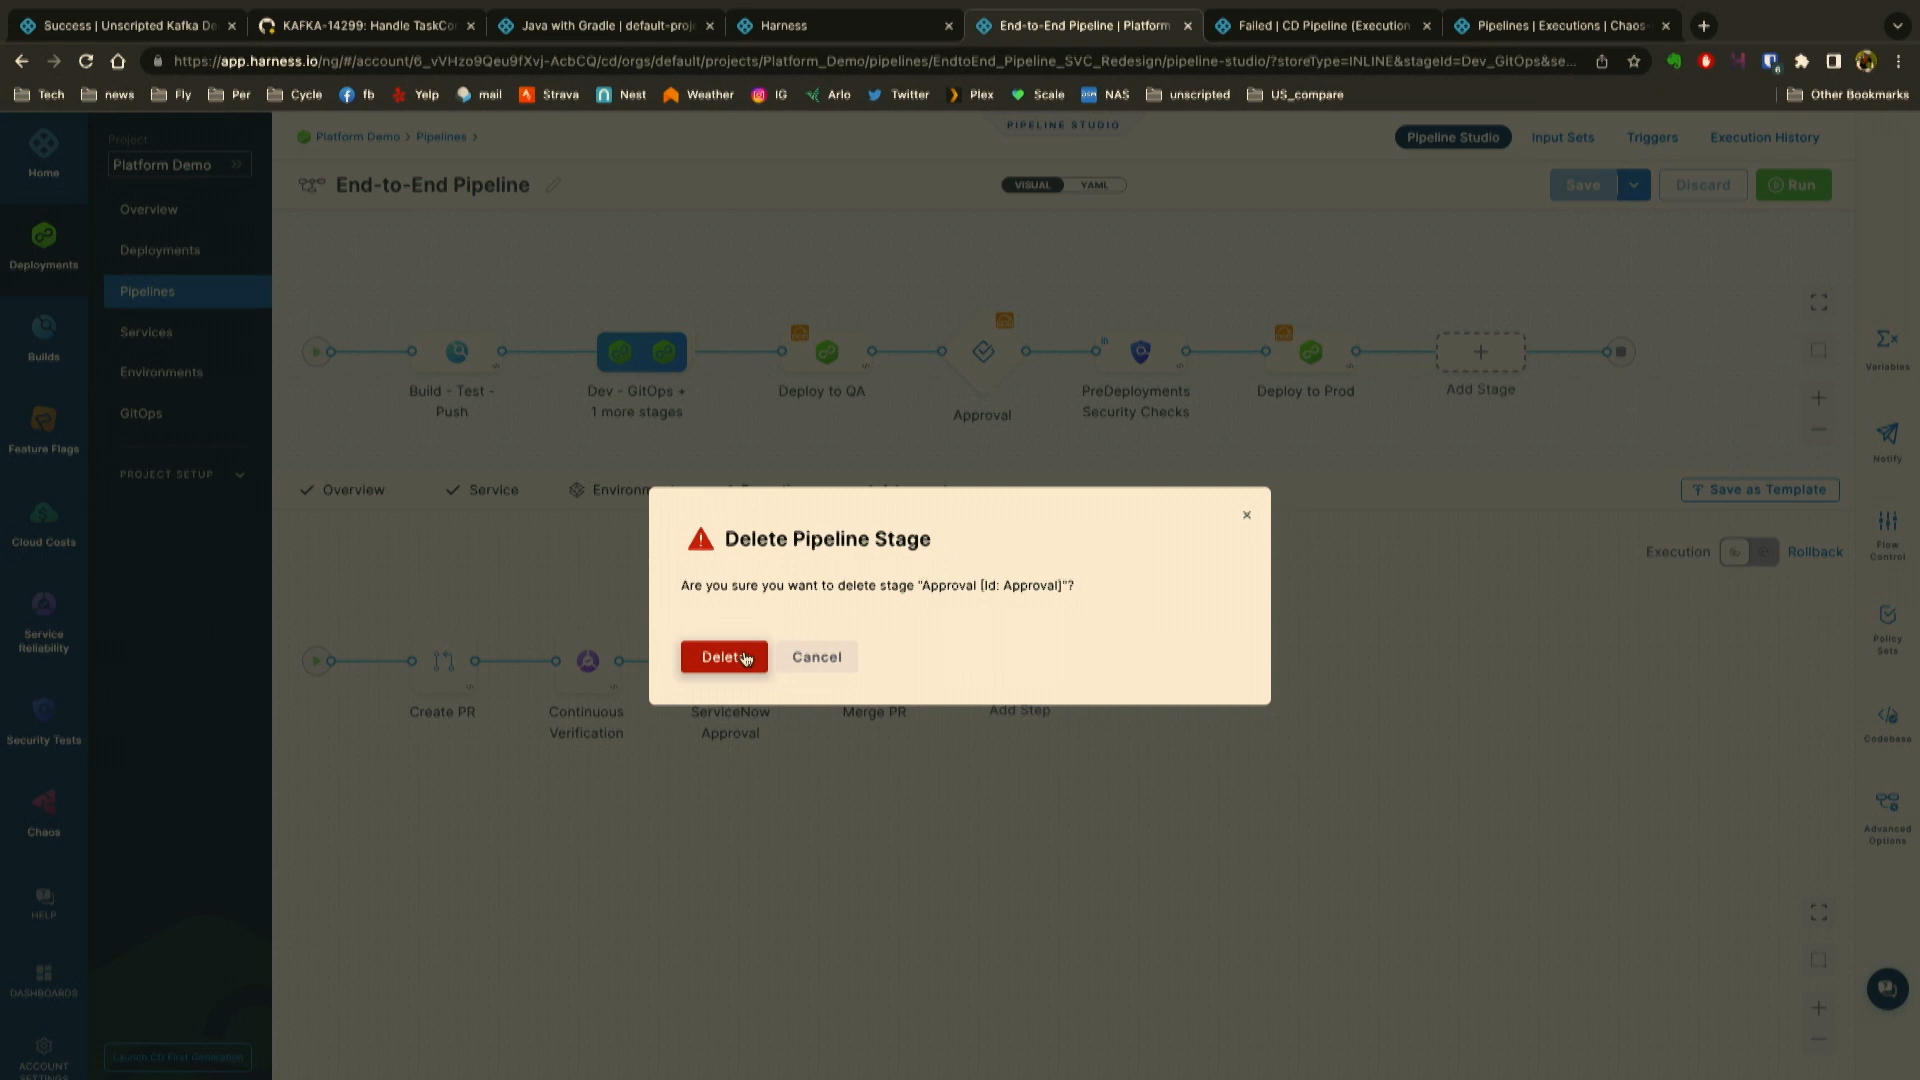 Success | Unscripted Kafka De
KAFKA-14299: Handle TaskCor
Java with Gradle | default-proj
Harness
End-to-End Pipeline | Platform
Failed | CD Pipeline (Execution
Pipelines | Executions | Chaos-
https://app.harness.io/ng/#/account/6_vVHzo9Qeu9fXvj-AcbCQ/cd/orgs/default/projects/Platform_Demo/pipelines/EndtoEnd_Pipeline_SVC_Redesign/pipeline-studio/?storeType=INLINE&stageId=Dev_GitOps&se...
Tech news Fly Per Cycle fb Yelp mail Strava Nest Weather IG Arlo Twitter Plex Scale NAS unscripted US_compare Other Bookmarks
Home
Deployments
Builds
Feature Flags
Cloud Costs
Service
Reliability
Security Tests
Chaos
HELP
DASHBOARDS
ACCOUNT
SETTINGS
Project
Platform Demo
Overview
Deployments
Pipelines
Services
Environments
GitOps
PROJECT SETUP
Launch CD First Generation
Platform Demo > Pipelines >
PIPELINE STUDIO
Pipeline Studio Input Sets Triggers Execution History
End-to-End Pipeline
VISUAL YAML
Save Discard Run
Build - Test -
Push
Dev - GitOps +
1 more stages
Deploy to QA
Approval
PreDeployments
Security Checks
Deploy to Prod
Add Stage
Overview Service Environm
Save as Template
Execution Rollback
Delete Pipeline Stage
Are you sure you want to delete stage "Approval [Id: Approval]"?
Delete Cancel
Create PR
Continuous
Verification
ServiceNow
Approval
Merge PR
Add Step
Variables
Notify
Flow
Control
Policy
Sets
Codebase
Advanced
Options